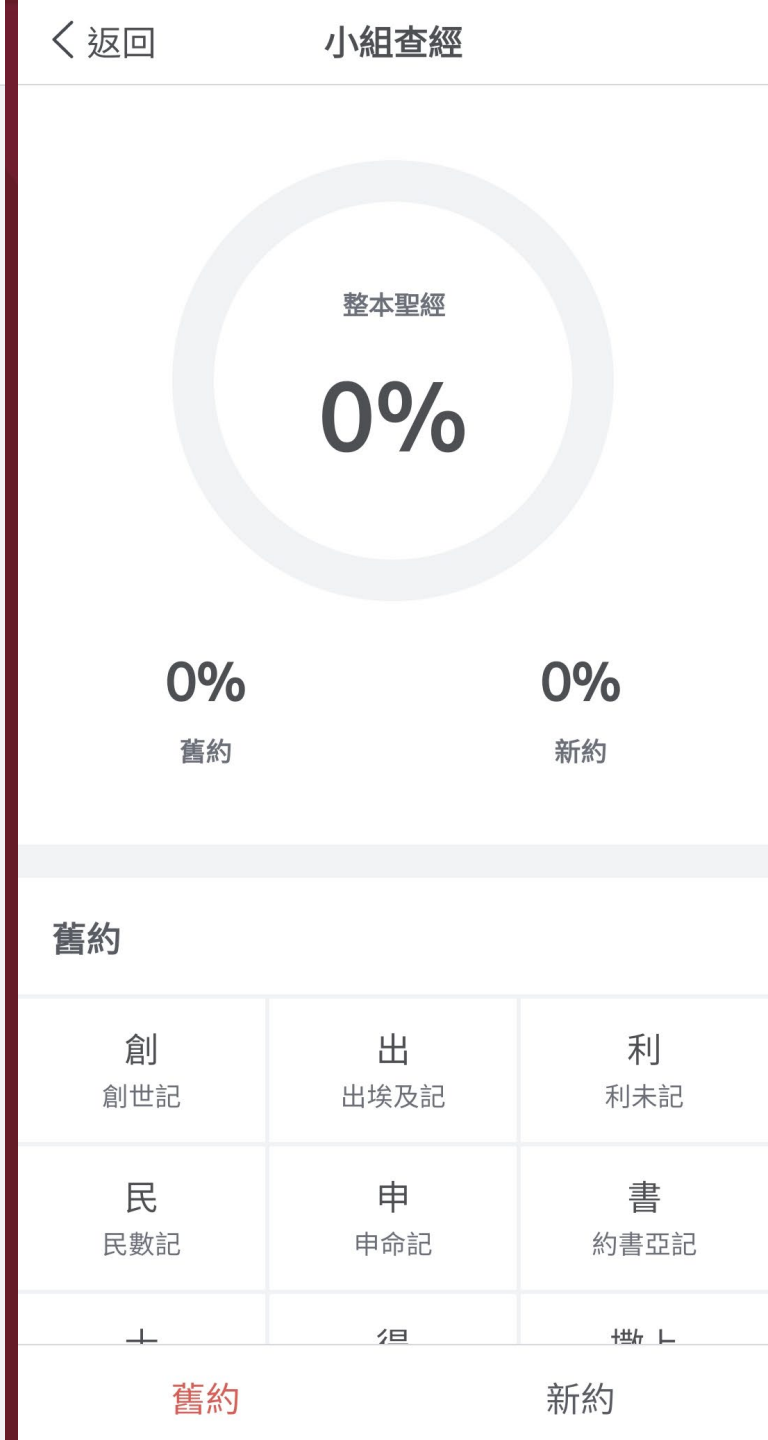 返回 小組查經
整本聖經
0%
0% 0%
舊約 新約
舊約
創 出 利
創世記 出埃及記 利未記
民 申 書
民數記 申命記 約書亞記
舊約 新約